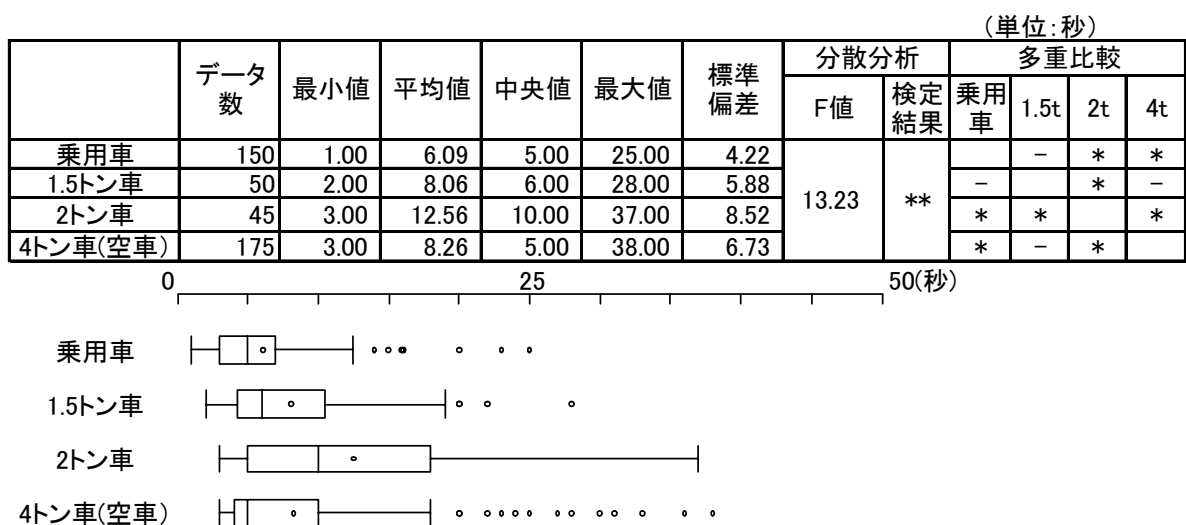 (単位:秒)
データ数 最小値 平均値 中央値 最大値 標準偏差 分散分析 多重比較
F値 検定結果 乗用車 1.5t 2t 4t
乗用車 150 1.00 6.09 5.00 25.00 4.22 13.23 ** − * *
1.5トン車 50 2.00 8.06 6.00 28.00 5.88 − * −
2トン車 45 3.00 12.56 10.00 37.00 8.52 * * *
4トン車(空車) 175 3.00 8.26 5.00 38.00 6.73 * − *
0 25 50(秒)
乗用車
1.5トン車
2トン車
4トン車(空車)